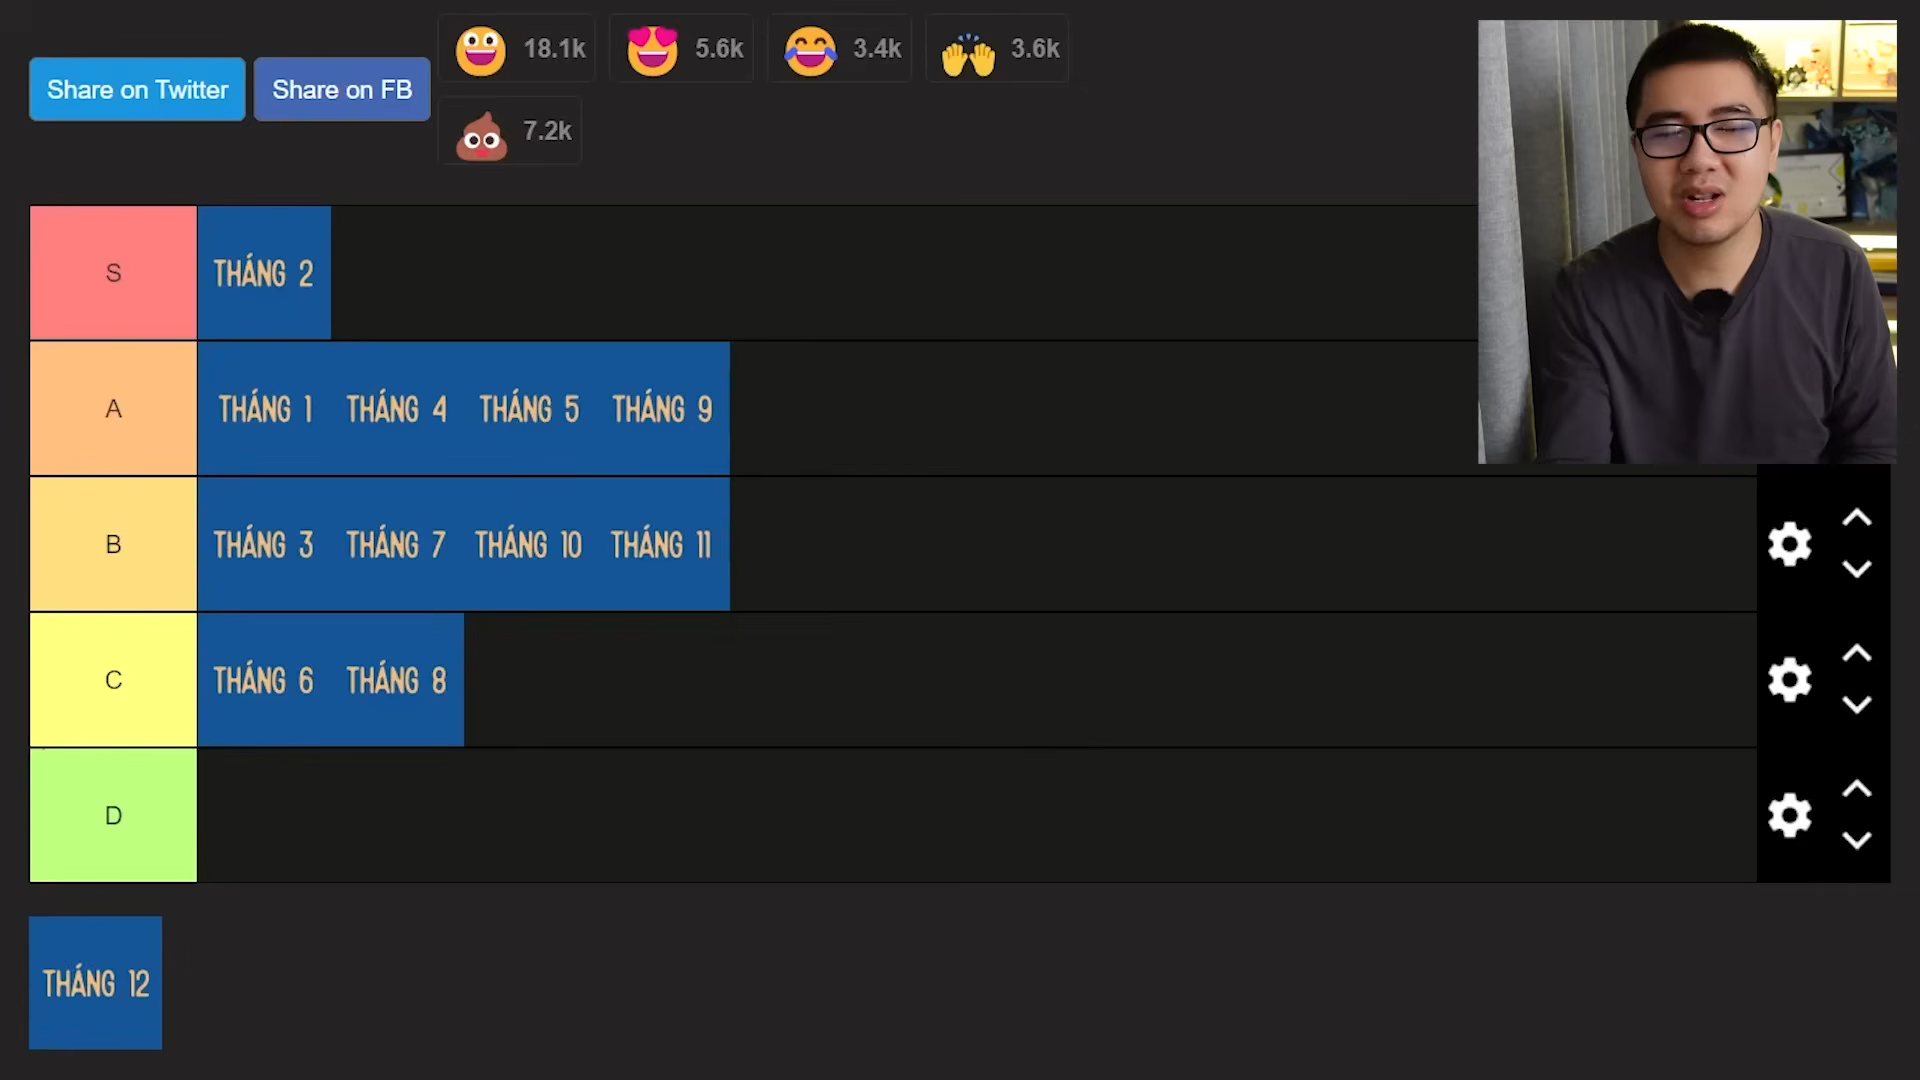 Share on Twitter
Share on FB
18.1k
5.6k
3.4k
3.6k
7.2k
S
THÁNG 2
A
THÁNG 1
THÁNG 4
THÁNG 5
THÁNG 9
B
THÁNG 3
THÁNG 7
THÁNG 10
THÁNG 11
C
THÁNG 6
THÁNG 8
D
THÁNG 12